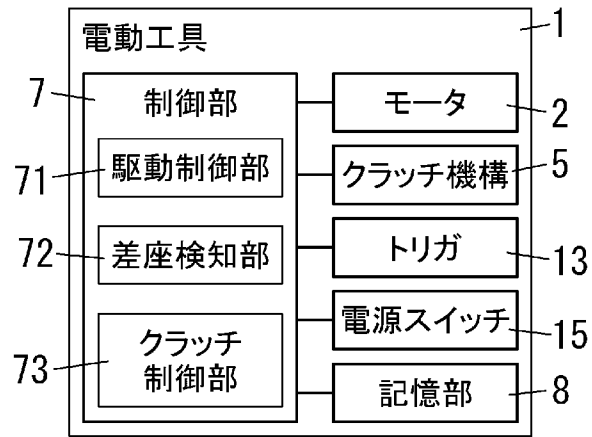 電動工具
1
7
制御部
モータ
2
71
駆動制御部
クラッチ機構
5
72
差座検知部
トリガ
13
電源スイッチ
15
73
クラッチ
制御部
記憶部
8